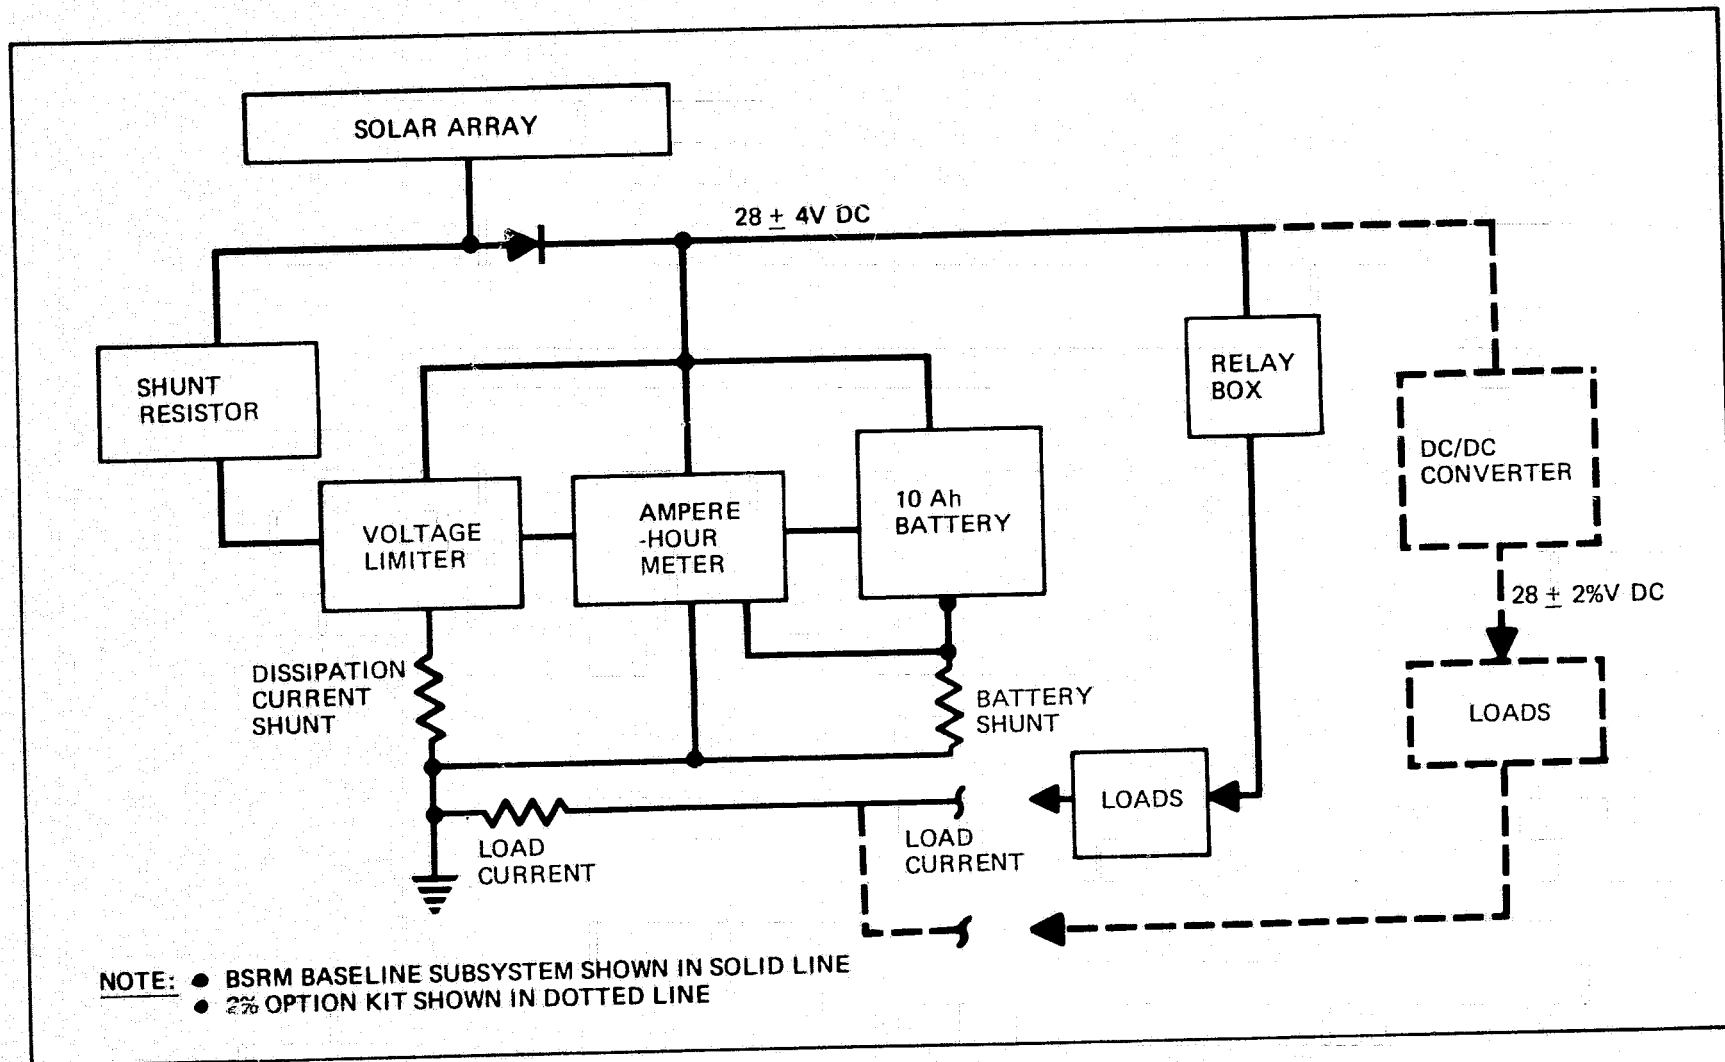 SOLAR ARRAY
28 ± 4V DC
SHUNT
RESISTOR
RELAY
BOX
DC/DC
CONVERTER
VOLTAGE
LIMITER
AMPERE
-HOUR
METER
10 Ah
BATTERY
28 ± 2%V DC
DISSIPATION
CURRENT
SHUNT
BATTERY
SHUNT
LOADS
LOADS
LOAD
CURRENT
LOAD
CURRENT
NOTE: ● BSRM BASELINE SUBSYSTEM SHOWN IN SOLID LINE
● 2% OPTION KIT SHOWN IN DOTTED LINE